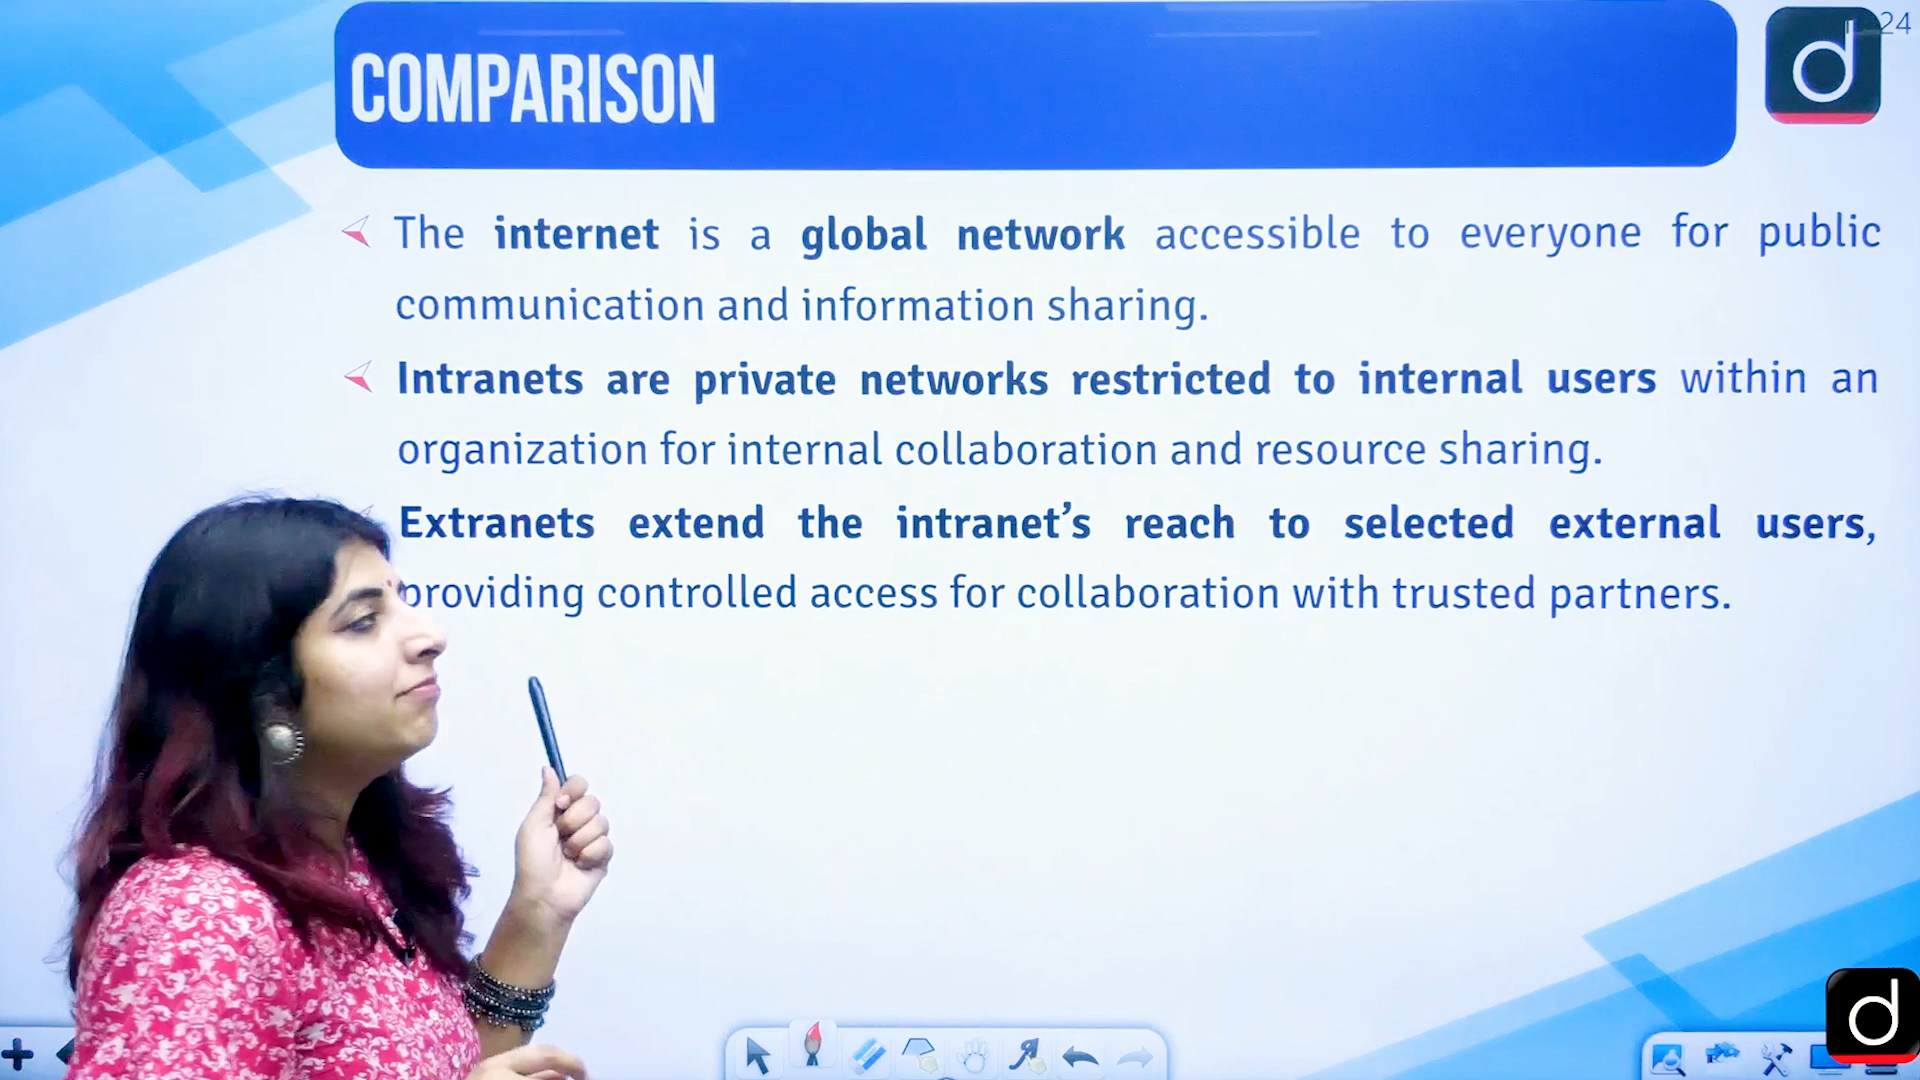 COMPARISON
24
d
The internet is a global network accessible to everyone for public
communication and information sharing.
Intranets are private networks restricted to internal users within an
organization for internal collaboration and resource sharing.
Extranets extend the intranet’s reach to selected external users,
providing controlled access for collaboration with trusted partners.
d